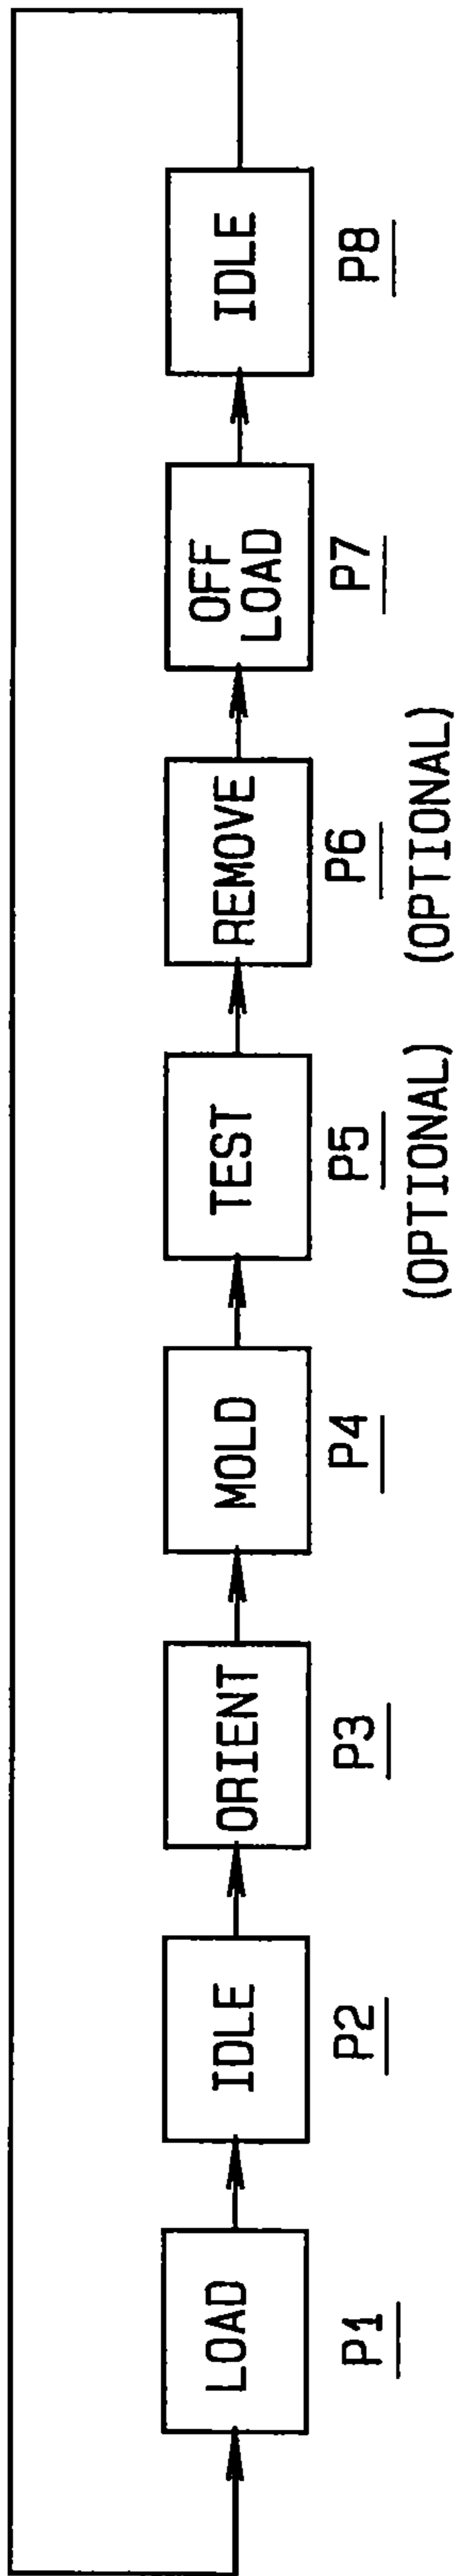 LOAD
P1
IDLE
P2
ORIENT
P3
MOLD
P4
TEST
P5
(OPTIONAL)
REMOVE
P6
(OPTIONAL)
OFF
LOAD
P7
IDLE
P8